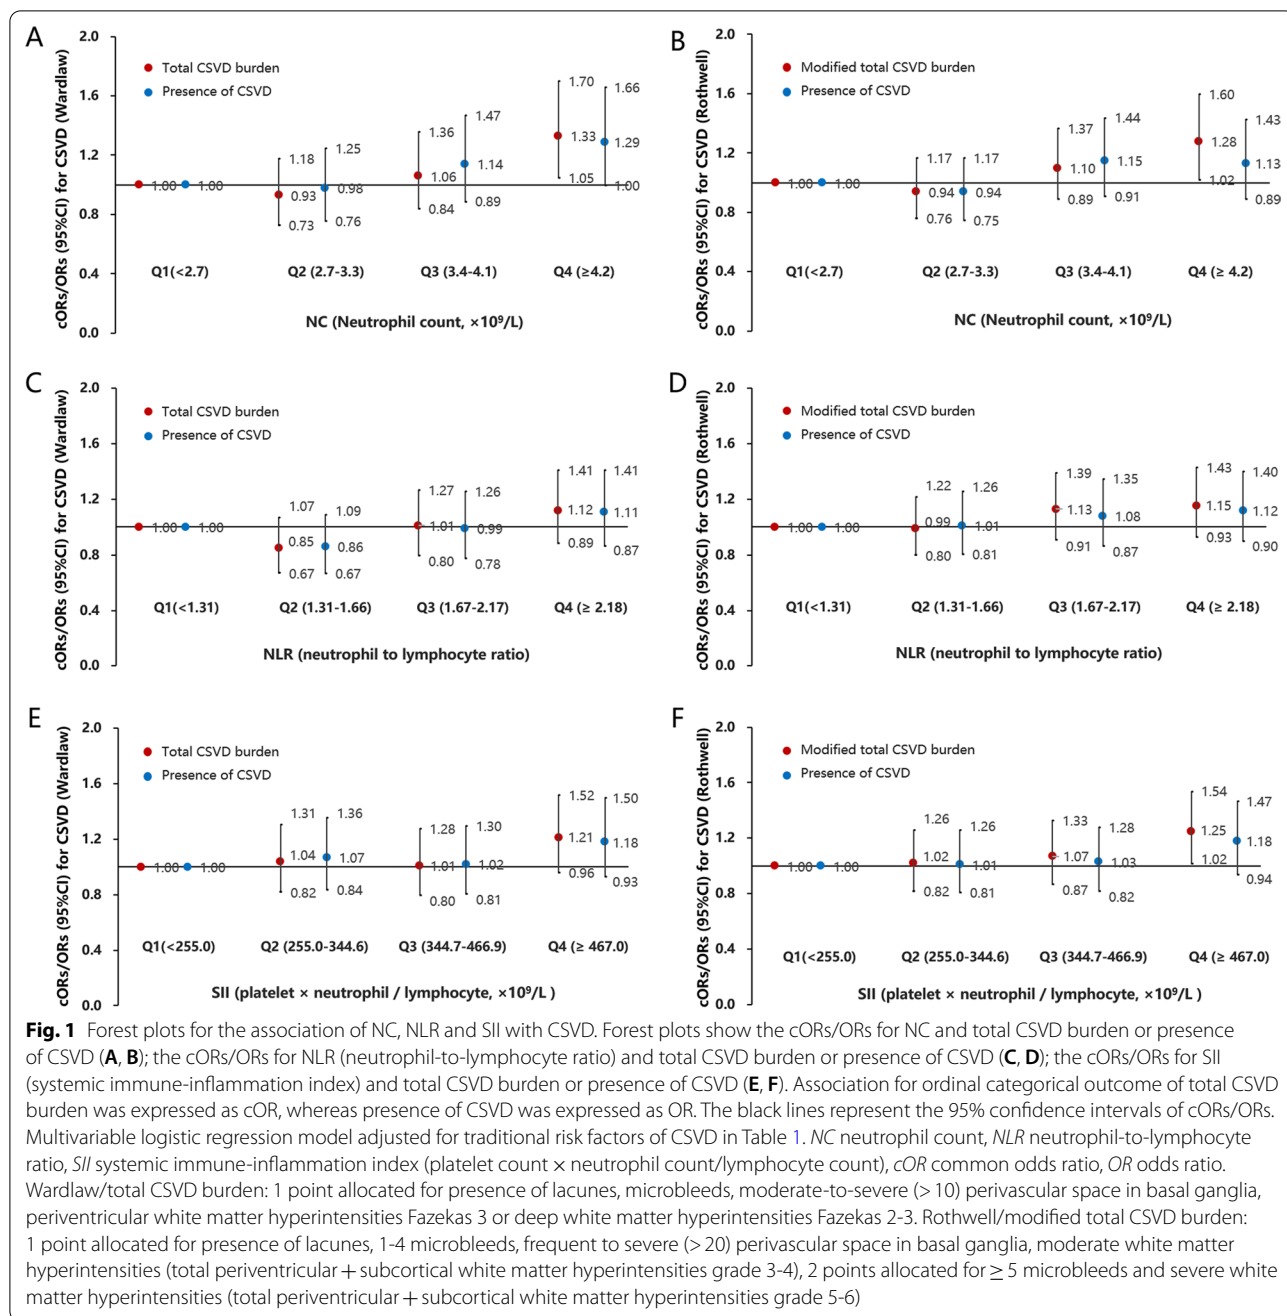 A
cORs/ORs (95%CI) for CSVD (Wardlaw)
2.0
1.6
1.2
0.8
0.4
0.0
Total CSVD burden
Presence of CSVD
1.00 1.00
1.18 1.25
0.93 0.98
0.73 0.76
1.36 1.47
1.06 1.14
0.84 0.89
1.70 1.66
1.33 1.29
1.05 1.00
Q1(<2.7) Q2 (2.7-3.3) Q3 (3.4-4.1) Q4 (≥4.2)
NC (Neutrophil count, ×10⁹/L)
B
cORs/ORs (95%CI) for CSVD (Rothwell)
2.0
1.6
1.2
0.8
0.4
0.0
Modified total CSVD burden
Presence of CSVD
1.00 1.00
1.17 1.17
0.94 0.94
0.76 0.75
1.37 1.44
1.10 1.15
0.89 0.91
1.60 1.43
1.28 1.13
1.02 0.89
Q1(<2.7) Q2 (2.7-3.3) Q3 (3.4-4.1) Q4 (≥ 4.2)
NC (Neutrophil count, ×10⁹/L)
C
cORs/ORs (95%CI) for CSVD (Wardlaw)
2.0
1.6
1.2
0.8
0.4
0.0
Total CSVD burden
Presence of CSVD
1.00 1.00
1.07 1.09
0.85 0.86
0.67 0.67
1.27 1.26
1.01 0.99
0.80 0.78
1.41 1.41
1.12 1.11
0.89 0.87
Q1(<1.31) Q2 (1.31-1.66) Q3 (1.67-2.17) Q4 (≥ 2.18)
NLR (neutrophil to lymphocyte ratio)
D
cORs/ORs (95%CI) for CSVD (Rothwell)
2.0
1.6
1.2
0.8
0.4
0.0
Modified total CSVD burden
Presence of CSVD
1.00 1.00
1.22 1.26
0.99 1.01
0.80 0.81
1.39 1.35
1.13 1.08
0.91 0.87
1.43 1.40
1.15 1.12
0.93 0.90
Q1(<1.31) Q2 (1.31-1.66) Q3 (1.67-2.17) Q4 (≥ 2.18)
NLR (neutrophil to lymphocyte ratio)
E
cORs/ORs (95%CI) for CSVD (Wardlaw)
2.0
1.6
1.2
0.8
0.4
0.0
Total CSVD burden
Presence of CSVD
1.00 1.00
1.31 1.36
1.04 1.07
0.82 0.84
1.28 1.30
1.01 1.02
0.80 0.81
1.52 1.50
1.21 1.18
0.96 0.93
Q1(<255.0) Q2 (255.0-344.6) Q3 (344.7-466.9) Q4 (≥ 467.0)
SII (platelet × neutrophil / lymphocyte, ×10⁹/L )
F
cORs/ORs (95%CI) for CSVD (Rothwell)
2.0
1.6
1.2
0.8
0.4
0.0
Modified total CSVD burden
Presence of CSVD
1.00 1.00
1.26 1.26
1.02 1.01
0.82 0.81
1.33 1.28
1.07 1.03
0.87 0.82
1.54 1.47
1.25 1.18
1.02 0.94
Q1(<255.0) Q2 (255.0-344.6) Q3 (344.7-466.9) Q4 (≥ 467.0)
SII (platelet × neutrophil / lymphocyte, ×10⁹/L )
Fig. 1 Forest plots for the association of NC, NLR and SII with CSVD. Forest plots show the cORs/ORs for NC and total CSVD burden or presence
of CSVD (A, B); the cORs/ORs for NLR (neutrophil-to-lymphocyte ratio) and total CSVD burden or presence of CSVD (C, D); the cORs/ORs for SII
(systemic immune-inflammation index) and total CSVD burden or presence of CSVD (E, F). Association for ordinal categorical outcome of total CSVD
burden was expressed as cOR, whereas presence of CSVD was expressed as OR. The black lines represent the 95% confidence intervals of cORs/ORs.
Multivariable logistic regression model adjusted for traditional risk factors of CSVD in Table 1. NC neutrophil count, NLR neutrophil-to-lymphocyte
ratio, SII systemic immune-inflammation index (platelet count × neutrophil count/lymphocyte count), cOR common odds ratio, OR odds ratio.
Wardlaw/total CSVD burden: 1 point allocated for presence of lacunes, microbleeds, moderate-to-severe (> 10) perivascular space in basal ganglia,
periventricular white matter hyperintensities Fazekas 3 or deep white matter hyperintensities Fazekas 2-3. Rothwell/modified total CSVD burden:
1 point allocated for presence of lacunes, 1-4 microbleeds, frequent to severe (> 20) perivascular space in basal ganglia, moderate white matter
hyperintensities (total periventricular + subcortical white matter hyperintensities grade 3-4), 2 points allocated for ≥ 5 microbleeds and severe white
matter hyperintensities (total periventricular + subcortical white matter hyperintensities grade 5-6)